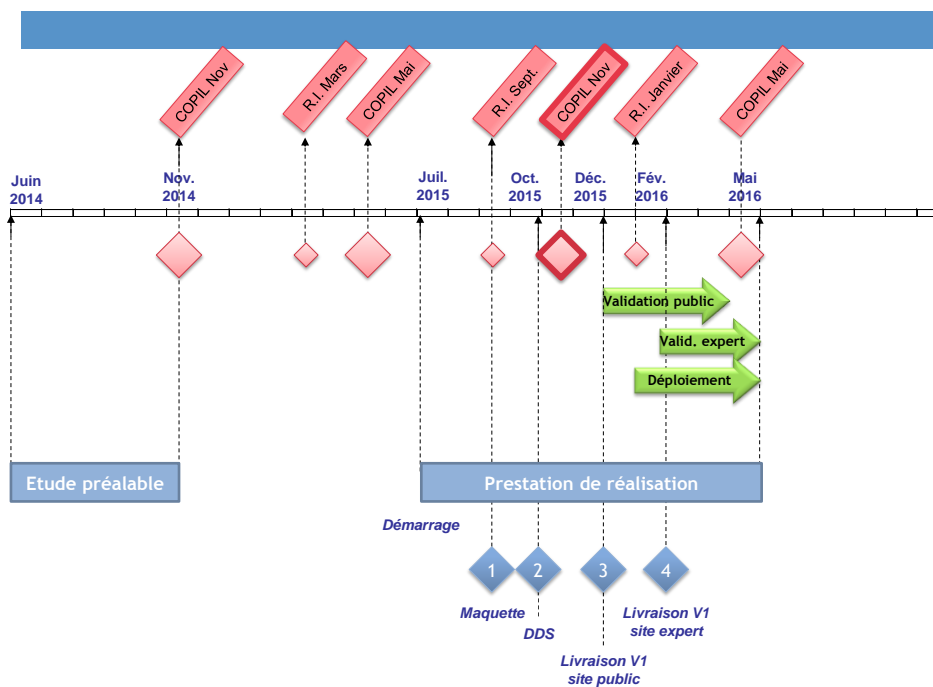 COPIL Nov
R.I. Mars
COPIL Mai
R.I. Sept.
COPIL Nov
R.I. Janvier
COPIL Mai
Juin
2014
Nov.
2014
Juil.
2015
Oct.
2015
Déc.
2015
Fév.
2016
Mai
2016
Validation public
Valid. expert
Déploiement
Etude préalable
Prestation de réalisation
Démarrage
1
2
3
4
Maquette
DDS
Livraison V1
site public
Livraison V1
site expert